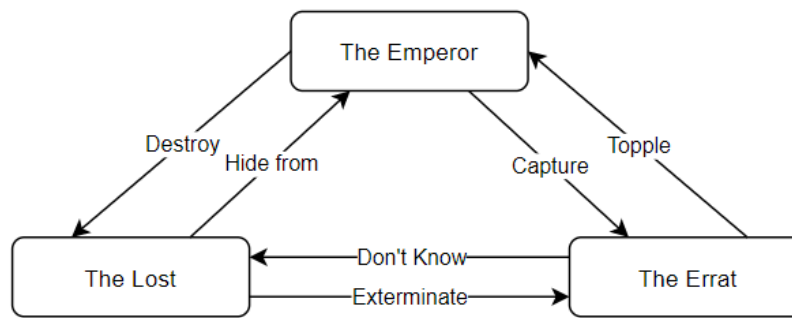 The Emperor
Destroy
Hide from
Capture
Topple
The Lost
Don't Know
Exterminate
The Errat